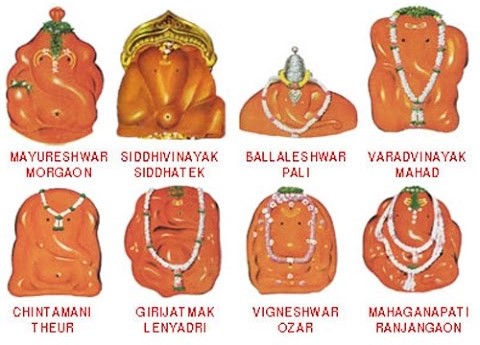 MAYURESHWAR
MORGAON
SIDDHIVINAYAK
SIDDHATEK
BALLALESHWAR
PALI
VARADVINAYAK
MAHAD
CHINTAMANI
THEUR
GIRIJATMAK
LENYADRI
VIGNESHWAR
OZAR
MAHAGANAPATI
RANJANGAON